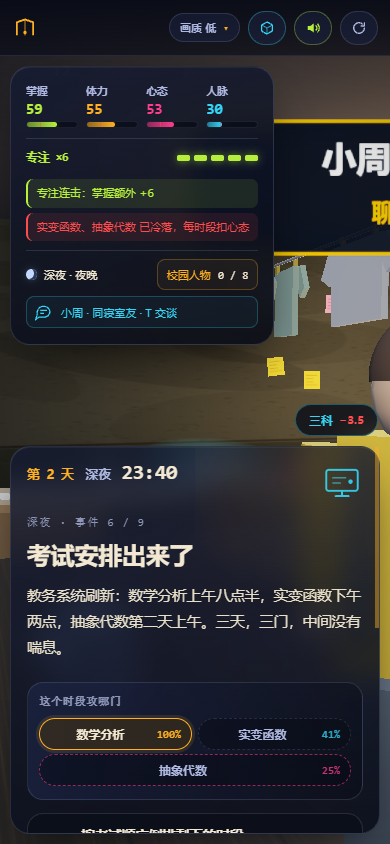 画质 低
掌握
体力
心态
人脉
59
55
53
30
专注 x6
专注连击：掌握额外 +6
实变函数、抽象代数 已冷落，每时段扣心态
深夜 · 夜晚
校园人物 0 / 8
小周 · 同寝室友 · T 交谈
小周
三科 −3.5
第 2 天 深夜 23:40
深夜 · 事件 6 / 9
考试安排出来了
教务系统刷新：数学分析上午八点半，实变函数下午
两点，抽象代数第二天上午。三天，三门，中间没有
喘息。
这个时段攻哪门
数学分析 100%
实变函数 41%
抽象代数 25%